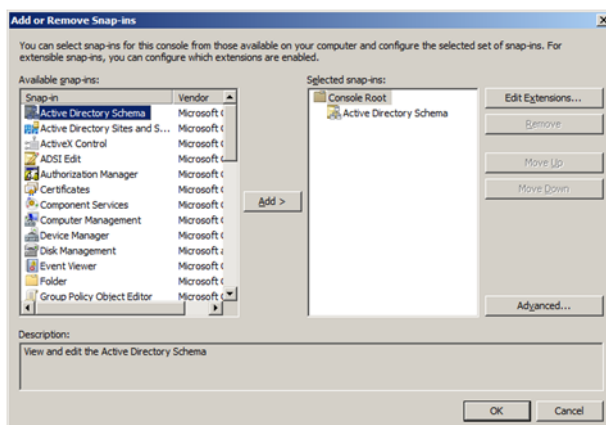 Add or Remove Snap-ins
You can select snap-ins for this console from those available on your computer and configure the selected set of snap-ins. For
extensible snap-ins, you can configure which extensions are enabled.
Available snap-ins:
Snap-in Vendor
Active Directory Schema Microsoft C
Active Directory Sites and S... Microsoft C
ActiveX Control Microsoft C
ADSI Edit Microsoft C
Authorization Manager Microsoft C
Certificates Microsoft C
Component Services Microsoft C
Computer Management Microsoft C
Device Manager Microsoft C
Disk Management Microsoft a
Event Viewer Microsoft C
Folder Microsoft C
Group Policy Object Editor Microsoft C
Add >
Selected snap-ins:
Console Root
Active Directory Schema
Edit Extensions...
Remove
Move Up
Move Down
Advanced...
Description:
View and edit the Active Directory Schema
OK
Cancel